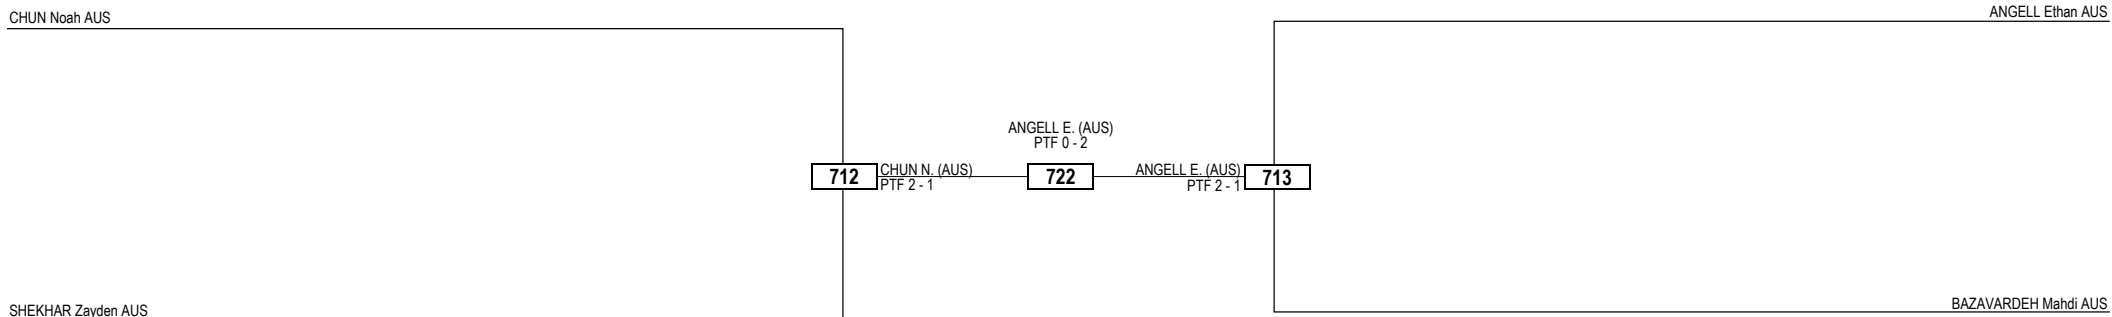 CHUN Noah AUS
ANGELL Ethan AUS
ANGELL E. (AUS)
PTF 0 - 2
712
CHUN N. (AUS)
PTF 2 - 1
722
ANGELL E. (AUS)
PTF 2 - 1
713
SHEKHAR Zayden AUS
BAZAVARDEH Mahdi AUS